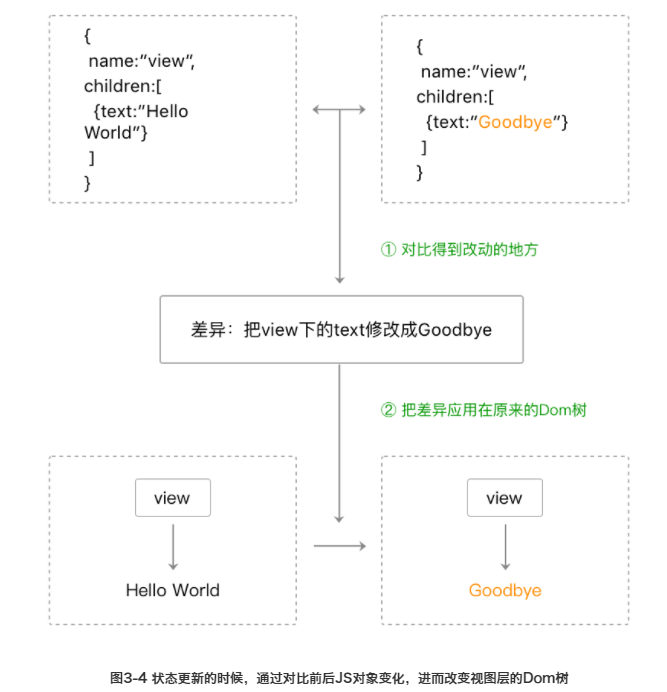 {
name:"view",
children:[
{text:"Hello
World"}
]
}
{
name:"view",
children:[
{text:"Goodbye"}
]
}
① 对比得到改动的地方
差异：把view下的text修改成Goodbye
② 把差异应用在原来的Dom树
view
Hello World
view
Goodbye
图3-4 状态更新的时候，通过对比前后JS对象变化，进而改变视图层的Dom树